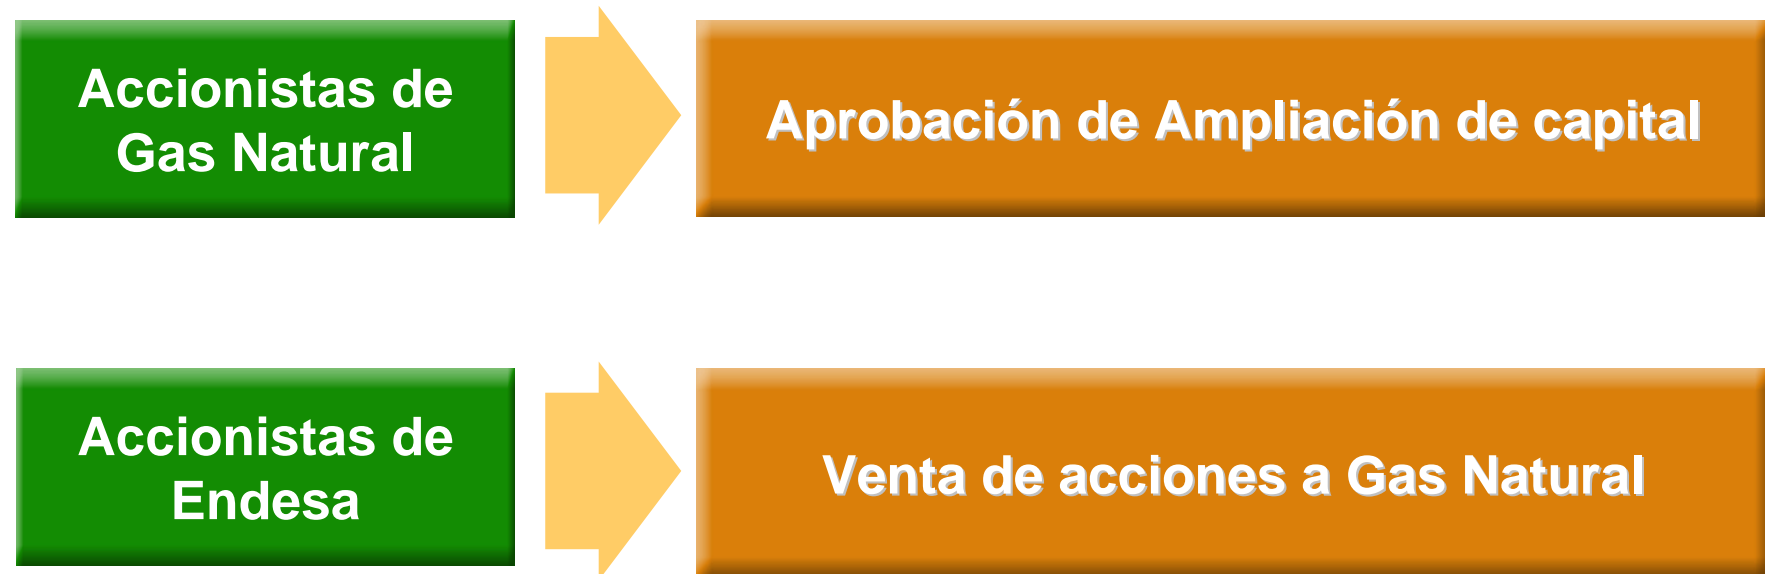 Accionistas de
Gas Natural
Aprobación de Ampliación de capital
Accionistas de
Endesa
Venta de acciones a Gas Natural